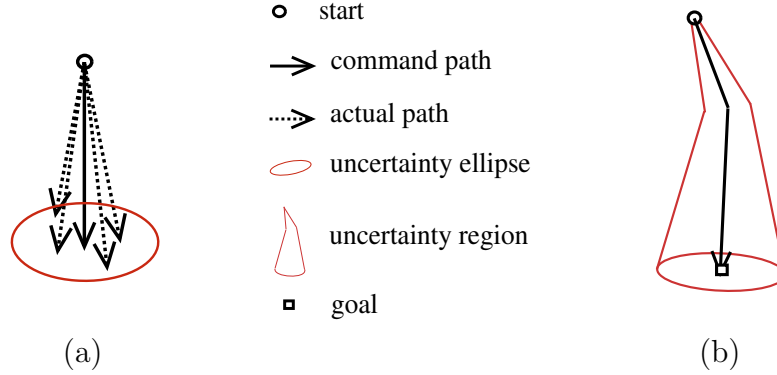 start
command path
actual path
uncertainty ellipse
uncertainty region
goal
(a)
(b)